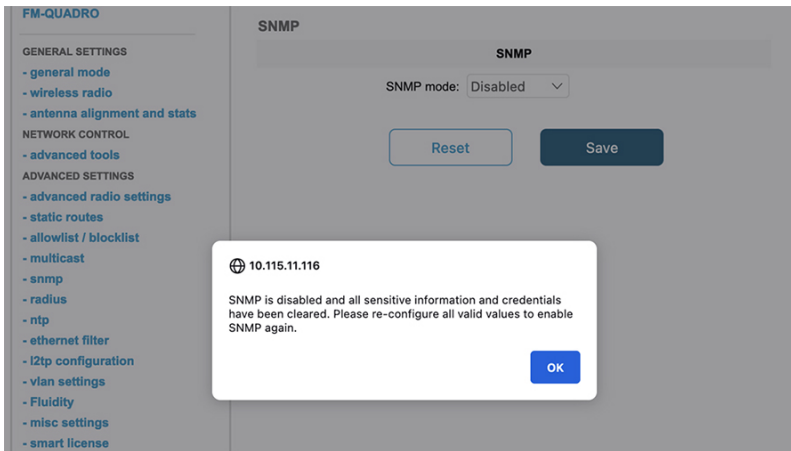 FM-QUADRO
GENERAL SETTINGS
- general mode
- wireless radio
- antenna alignment and stats
NETWORK CONTROL
- advanced tools
ADVANCED SETTINGS
- advanced radio settings
- static routes
- allowlist / blocklist
- multicast
- snmp
- radius
- ntp
- ethernet filter
- l2tp configuration
- vlan settings
- Fluidity
- misc settings
- smart license
SNMP
SNMP
SNMP mode: Disabled
Reset Save
10.115.11.116
SNMP is disabled and all sensitive information and credentials
have been cleared. Please re-configure all valid values to enable
SNMP again.
OK